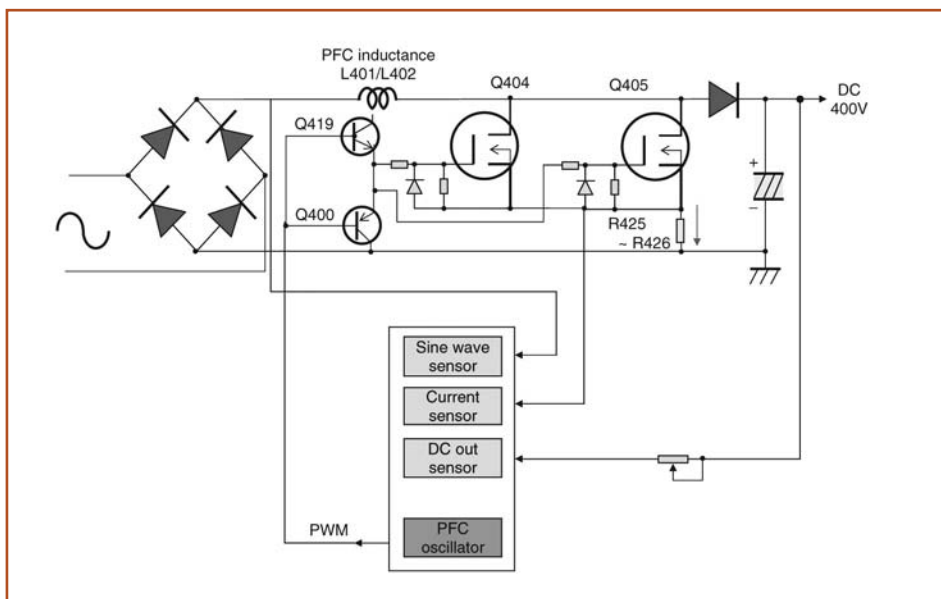 PFC inductance
L401/L402
Q404
Q405
DC
400V
Q419
Q400
+
−
R425
~ R426
Sine wave
sensor
Current
sensor
DC out
sensor
PWM
PFC
oscillator